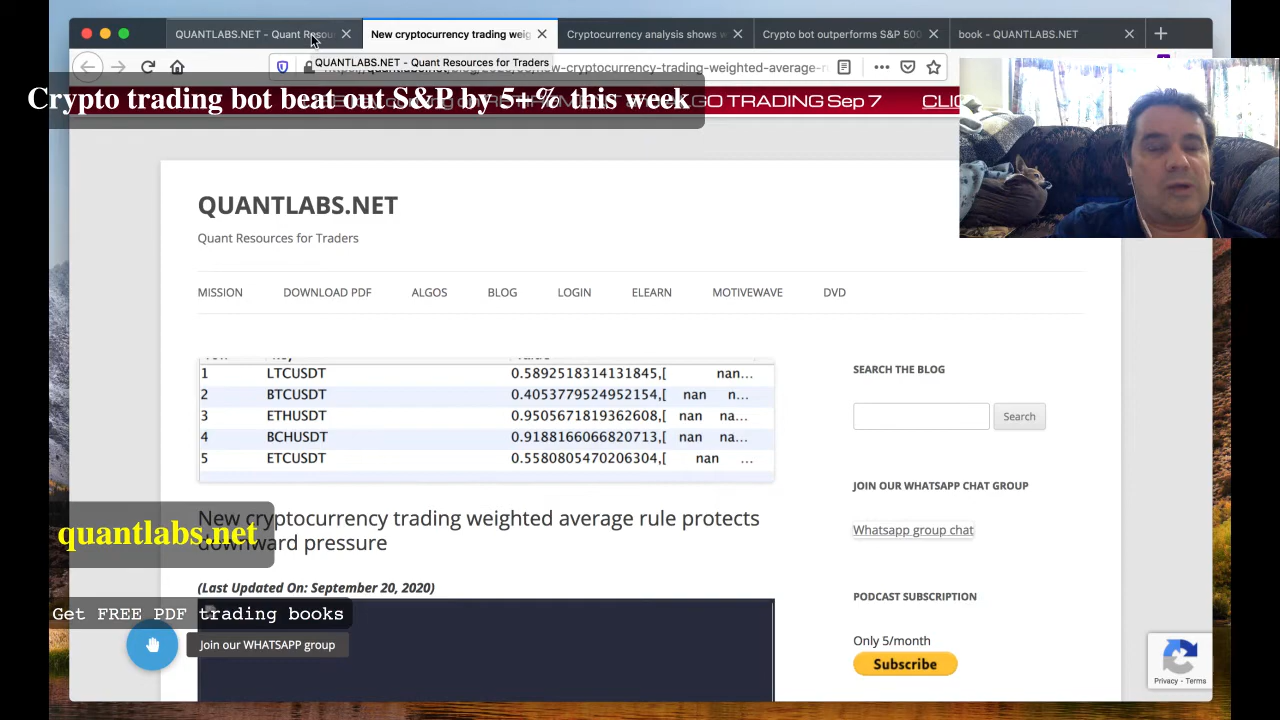 QUANTLABS.NET - Quant Resou
New cryptocurrency trading weig
Cryptocurrency analysis shows w
Crypto bot outperforms S&P 500
book - QUANTLABS.NET
QUANTLABS.NET - Quant Resources for Traders
w-cryptocurrency-trading-weighted-average-r
Crypto trading bot beat out S&P by 5+% this week
GO TRADING Sep 7
QUANTLABS.NET
Quant Resources for Traders
MISSION
DOWNLOAD PDF
ALGOS
BLOG
LOGIN
ELEARN
MOTIVEWAVE
DVD
1 LTCUSDT 0.5892518314131845,[ nan...
2 BTCUSDT 0.4053779524952154,[ nan n...
3 ETHUSDT 0.9505671819362608,[ nan na...
4 BCHUSDT 0.9188166066820713,[ nan na...
5 ETCUSDT 0.5580805470206304,[ nan ...
SEARCH THE BLOG
Search
JOIN OUR WHATSAPP CHAT GROUP
Whatsapp group chat
New cryptocurrency trading weighted average rule protects
downward pressure
quantlabs.net
(Last Updated On: September 20, 2020)
PODCAST SUBSCRIPTION
Only 5/month
Subscribe
Get FREE PDF trading books
Join our WHATSAPP group
Privacy - Terms